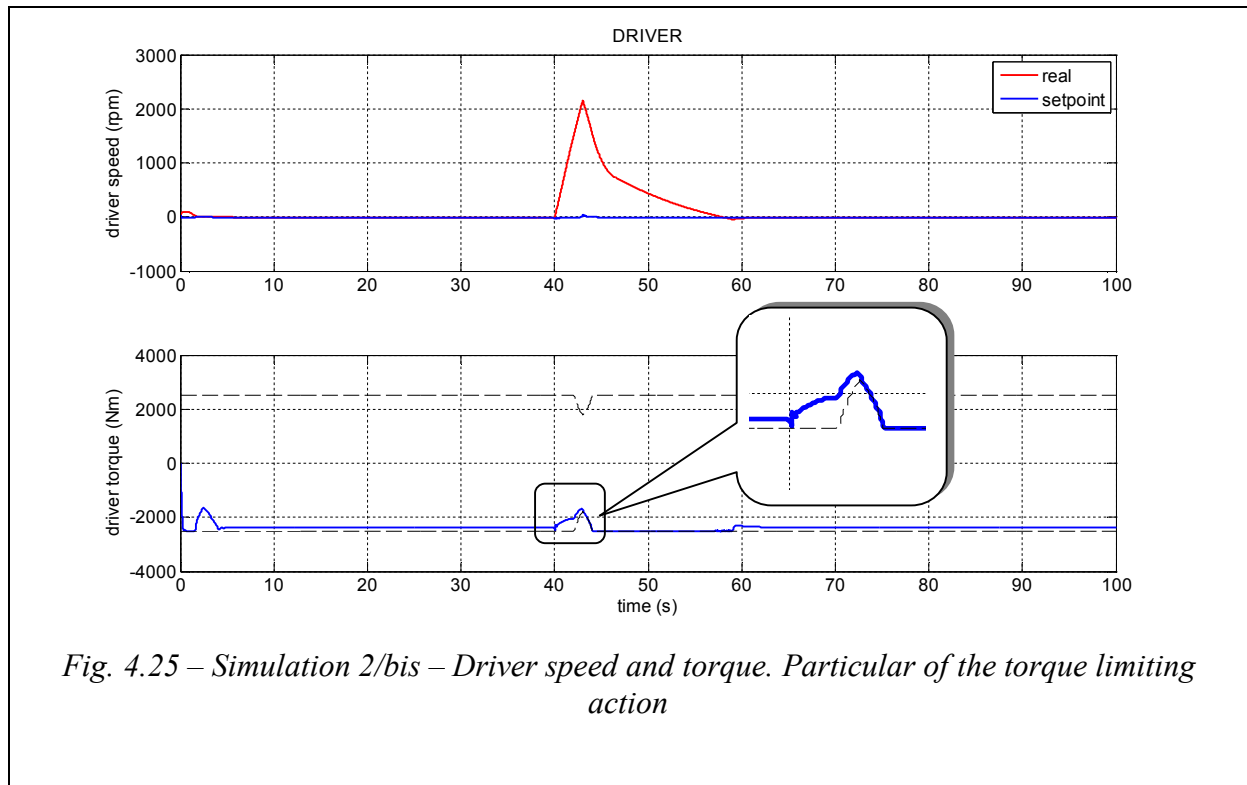 DRIVER
3000
2000
1000
0
-1000
driver speed (rpm)
real
setpoint
0 10 20 30 40 50 60 70 80 90 100
4000
2000
0
-2000
-4000
driver torque (Nm)
0 10 20 30 40 50 60 70 80 90 100
time (s)
Fig. 4.25 – Simulation 2/bis – Driver speed and torque. Particular of the torque limiting
action